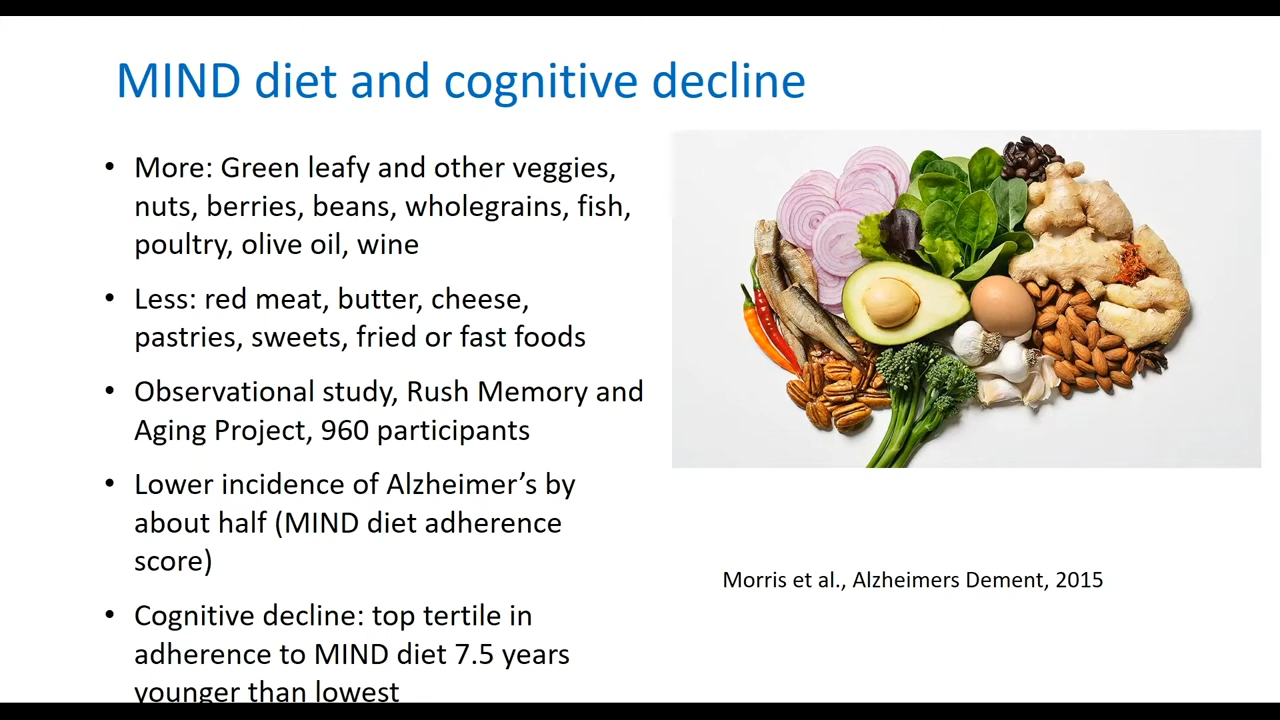 MIND diet and cognitive decline
• More: Green leafy and other veggies,
nuts, berries, beans, wholegrains, fish,
poultry, olive oil, wine
• Less: red meat, butter, cheese,
pastries, sweets, fried or fast foods
• Observational study, Rush Memory and
Aging Project, 960 participants
• Lower incidence of Alzheimer’s by
about half (MIND diet adherence
score)
• Cognitive decline: top tertile in
adherence to MIND diet 7.5 years
younger than lowest
Morris et al., Alzheimers Dement, 2015